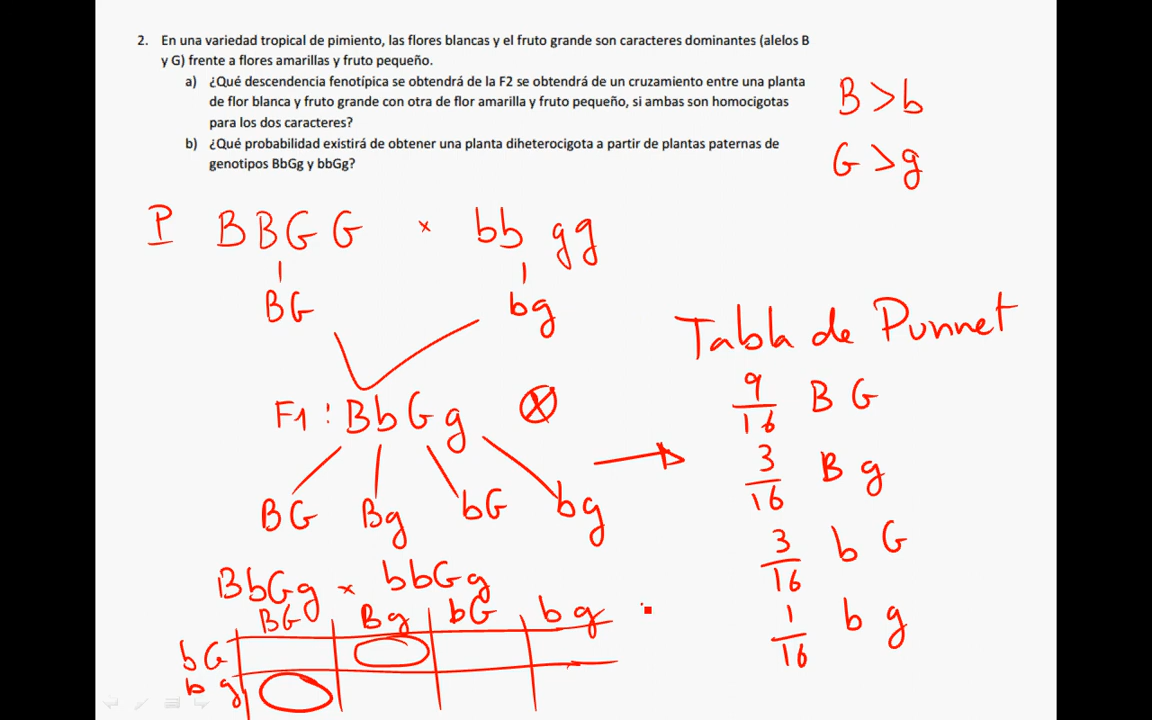 2. En una variedad tropical de pimiento, las flores blancas y el fruto grande son caracteres dominantes (alelos B
y G) frente a flores amarillas y fruto pequeño.
a) ¿Qué descendencia fenotípica se obtendrá de la F2 se obtendrá de un cruzamiento entre una planta
de flor blanca y fruto grande con otra de flor amarilla y fruto pequeño, si ambas son homocigotas
para los dos caracteres?
b) ¿Qué probabilidad existirá de obtener una planta diheterocigota a partir de plantas paternas de
genotipos BbGg y bbGg?
B > b
G > g
P BBGG x bb gg
BG bg
F1: BbGg
BG Bg bG bg
Tabla de Punnet
9/16 B G
3/16 B g
3/16 b G
1/16 b g
BbGg x bbGg
BG Bg bG bg
bG
bg